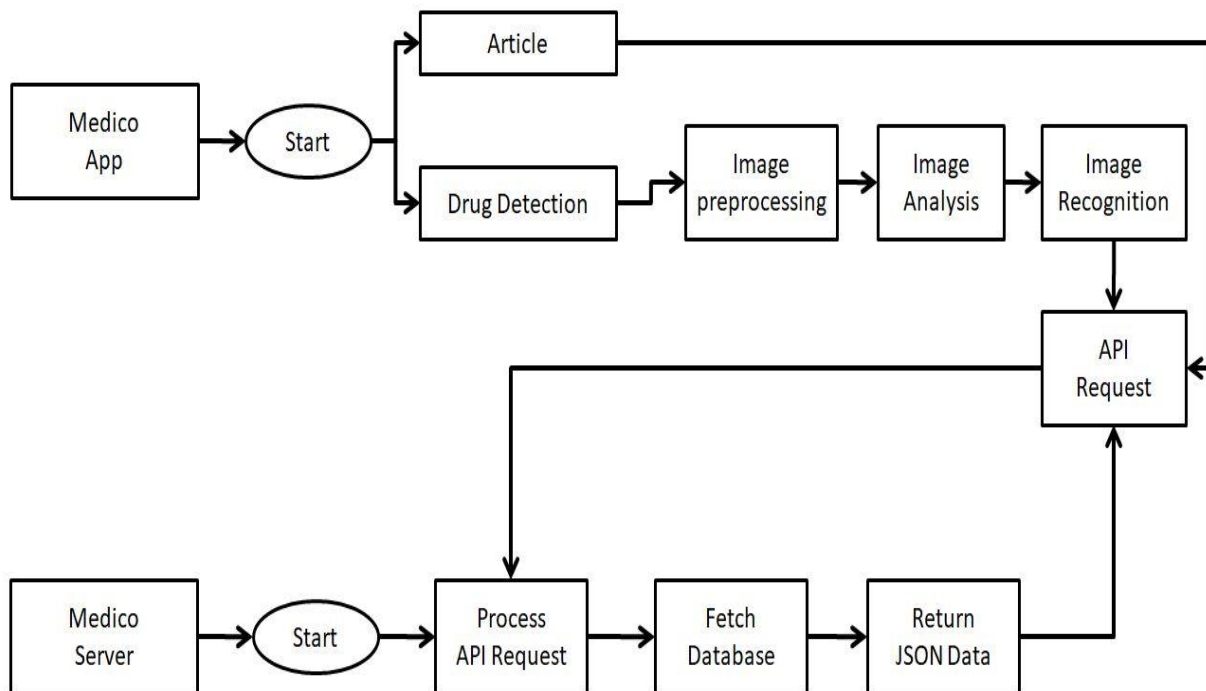 Article
Medico
App
Start
Drug Detection
Image
preprocessing
Image
Analysis
Image
Recognition
API
Request
Medico
Server
Start
Process
API Request
Fetch
Database
Return
JSON Data